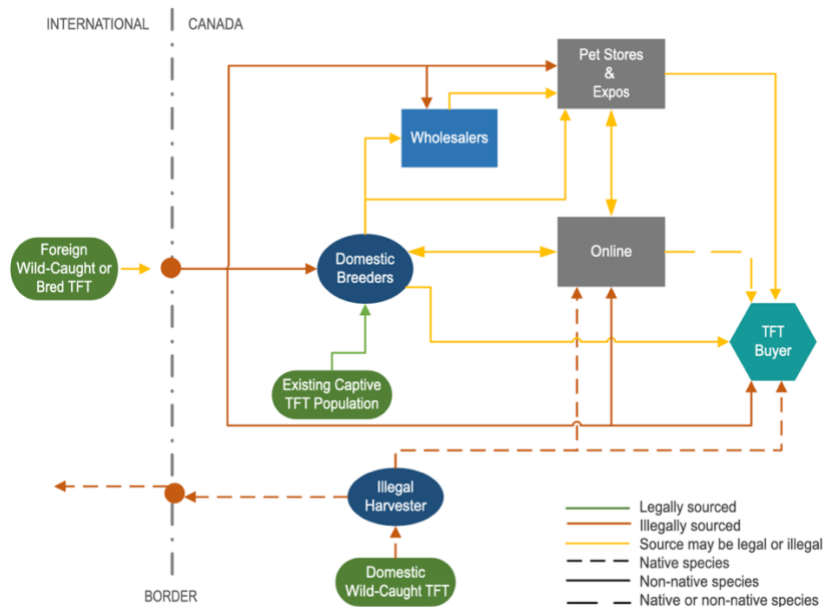 INTERNATIONAL
CANADA
Pet Stores
&
Expos
Wholesalers
Foreign
Wild-Caught or
Bred TFT
Domestic
Breeders
Online
TFT
Buyer
Existing Captive
TFT Population
Illegal
Harvester
Domestic
Wild-Caught TFT
BORDER
Legally sourced
Illegally sourced
Source may be legal or illegal
Native species
Non-native species
Native or non-native species